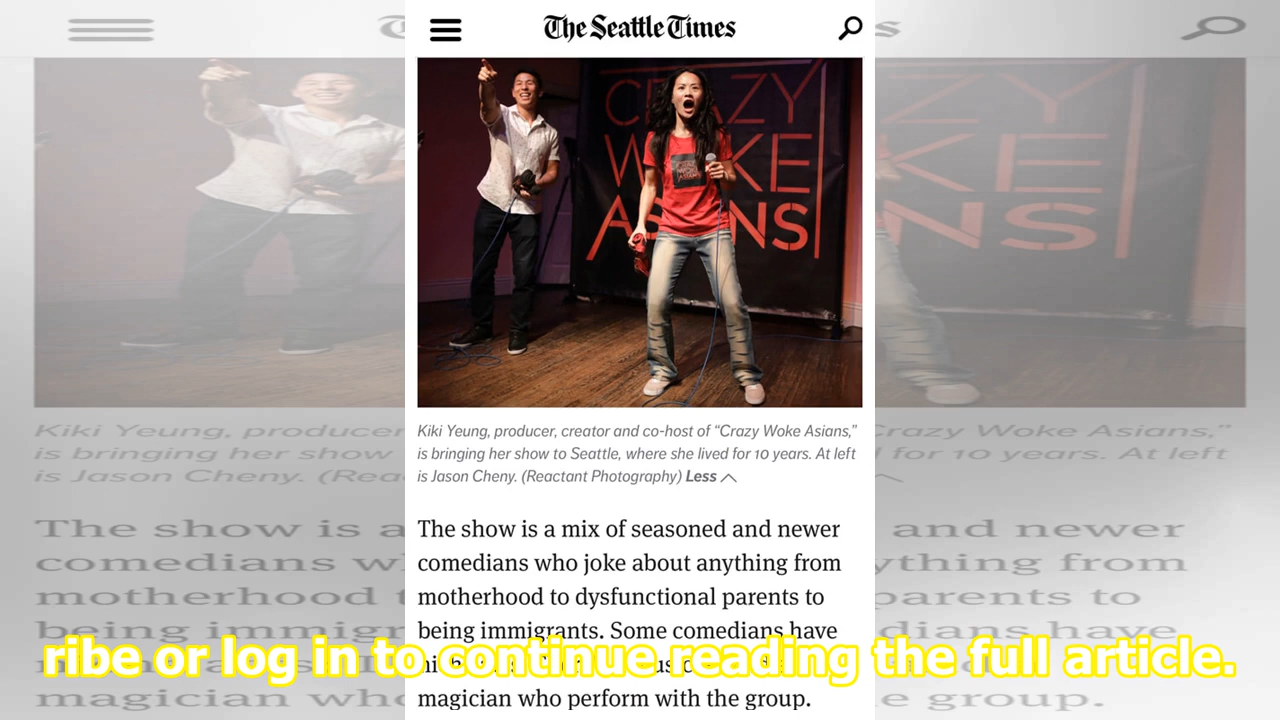 The Seattle Times
CRAZY
WOKE
ASIANS
Kiki Yeung, producer, creator and co-host of “Crazy Woke Asians,”
is bringing her show to Seattle, where she lived for 10 years. At left
is Jason Cheny. (Reactant Photography) Less
The show is a mix of seasoned and newer
comedians who joke about anything from
motherhood to dysfunctional parents to
being immigrants. Some comedians have
ribe or log in to continue reading the full article.
magician who perform with the group.